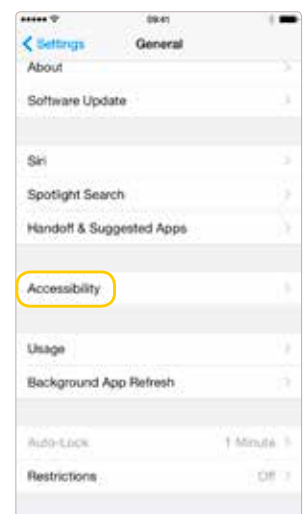 09:41
Settings General
About
Software Update
Siri
Spotlight Search
Handoff & Suggested Apps
Accessibility
Usage
Background App Refresh
Auto-Lock 1 Minute
Restrictions Off